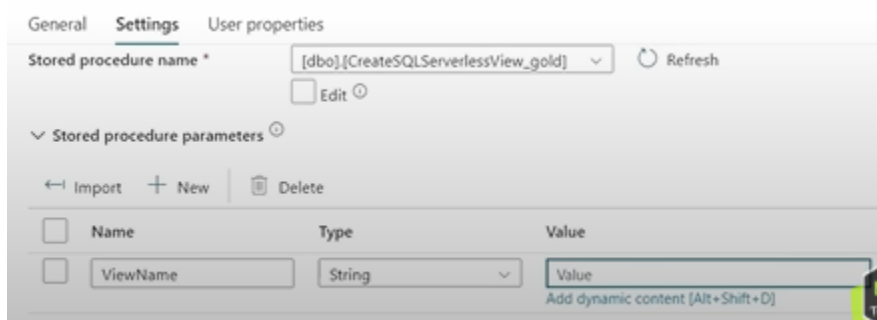 General Settings User properties
Stored procedure name * [dbo].[CreateSQLServerlessView_gold] Refresh
Edit
Stored procedure parameters
Import New Delete
Name Type Value
ViewName String Value
Add dynamic content [Alt+Shift+D]